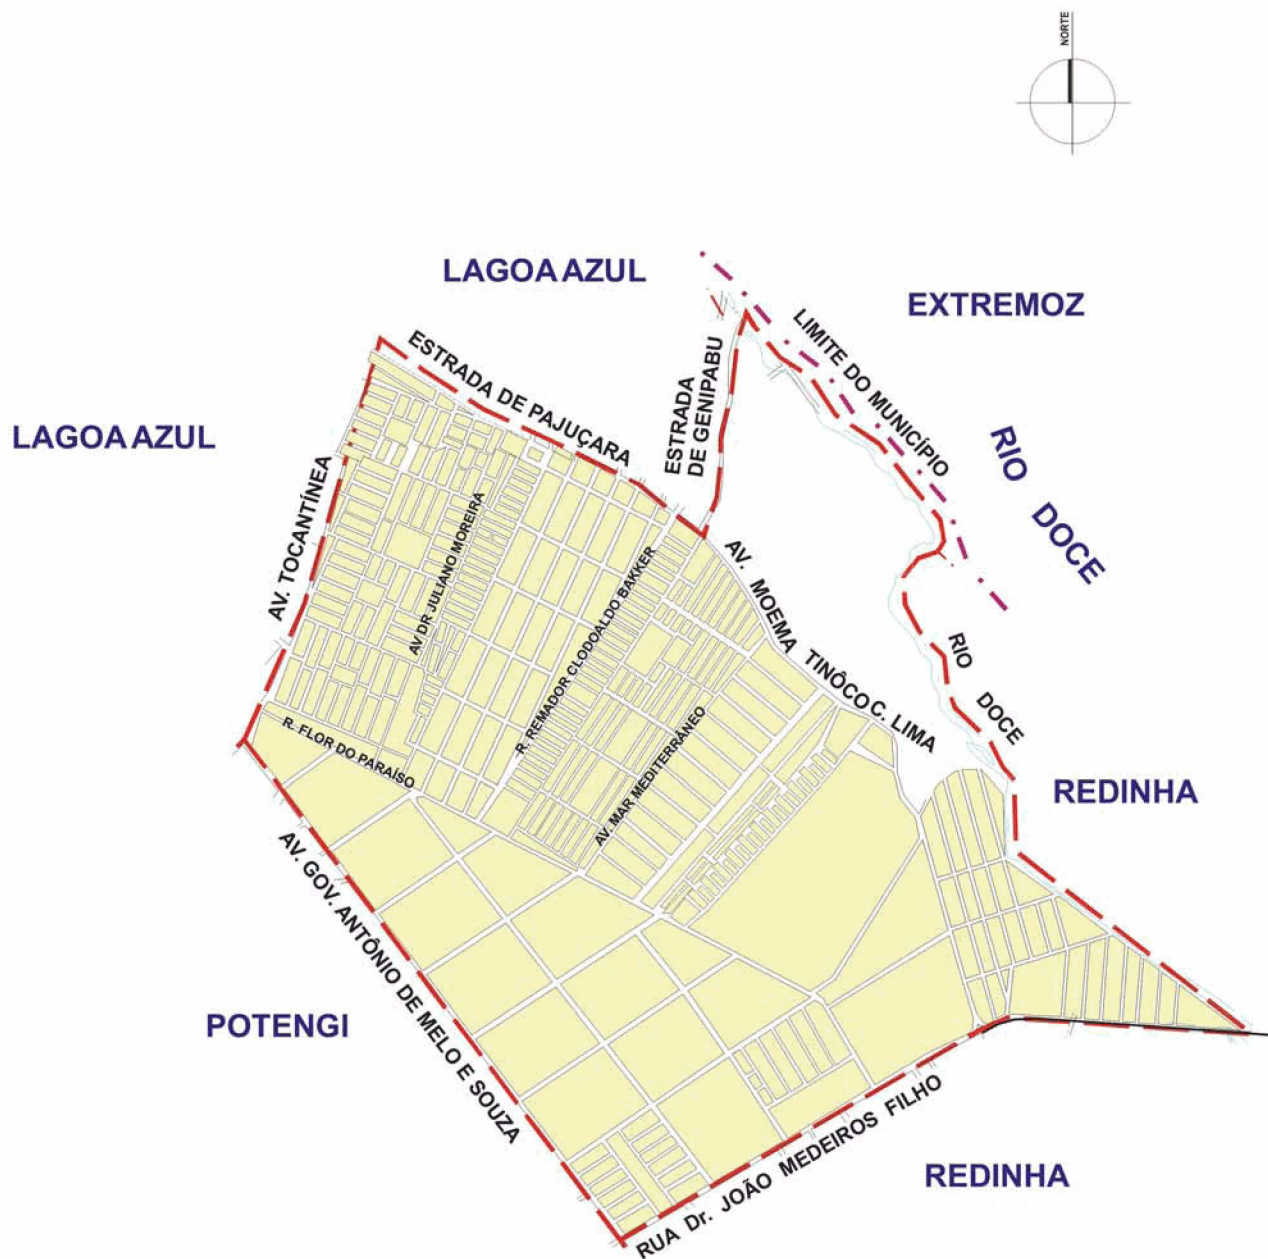 NORTE
LAGOA AZUL
EXTREMOZ
LIMITE DO MUNICÍPIO
ESTRADA DE PAJUÇARA
ESTRADA
DE GENIPABU
LAGOA AZUL
RIO DOCE
AV. TOCANTÍNEA
AV DR JULIANO MOREIRA
R. REMADOR CLODOALDO BAKKER
AV. MOEMA TINÔCO C. LIMA
RIO DOCE
R. FLOR DO PARAÍSO
AV. MAR MEDITERRÂNEO
REDINHA
AV. GOV. ANTÔNIO DE MELO E SOUZA
POTENGI
RUA Dr. JOÃO MEDEIROS FILHO
REDINHA